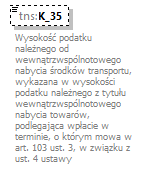 tns:K_35
Wysokość podatku
należnego od
wewnątrzwspólnotowego
nabycia środków transportu,
wykazana w wysokości
podatku należnego z tytułu
wewnątrzwspólnotowego
nabycia towarów,
podlegająca wpłacie w
terminie, o którym mowa w
art. 103 ust. 3, w związku z
ust. 4 ustawy